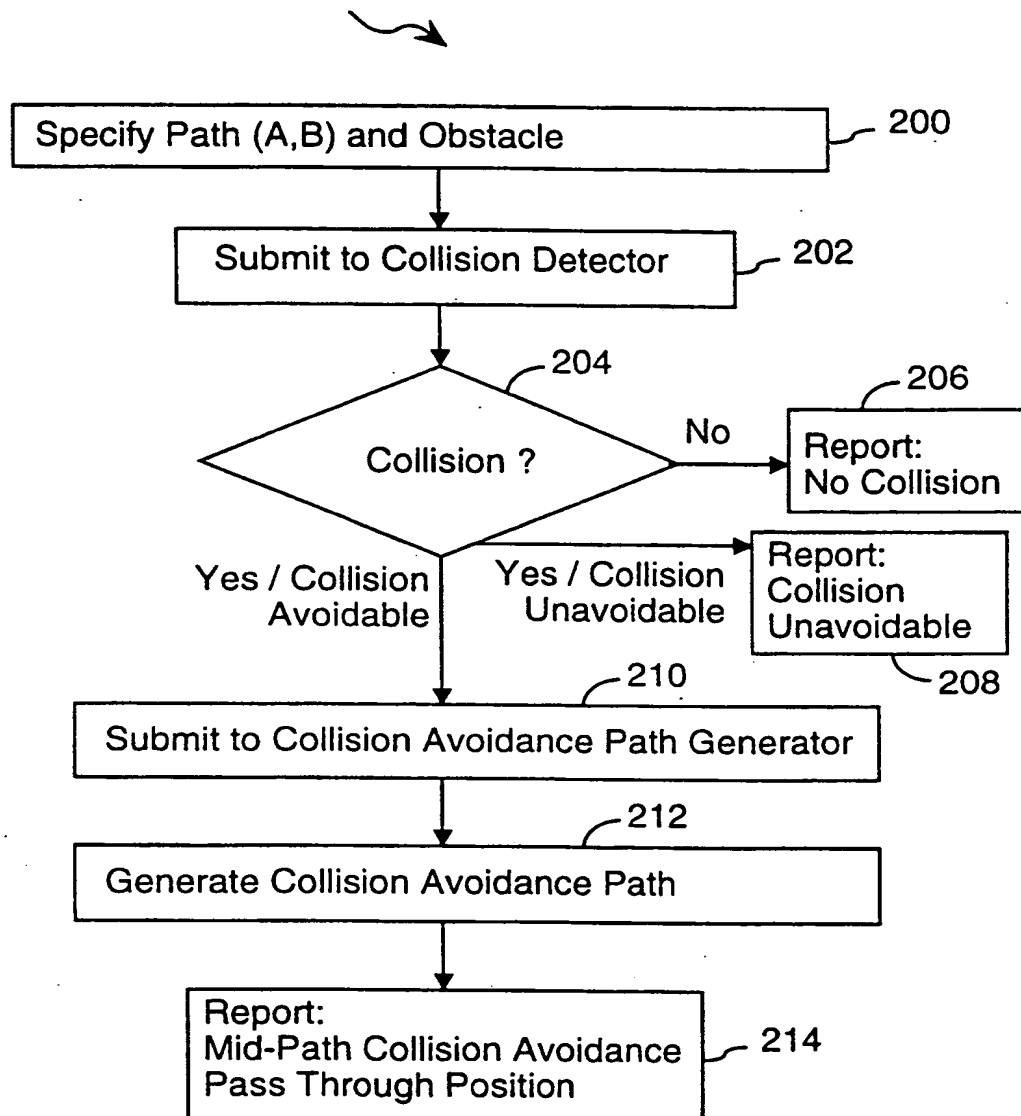 Specify Path (A,B) and Obstacle
200
Submit to Collision Detector
202
204
Collision ?
No
206
Report:
No Collision
Yes / Collision
Avoidable
Yes / Collision
Unavoidable
Report:
Collision
Unavoidable
208
210
Submit to Collision Avoidance Path Generator
212
Generate Collision Avoidance Path
Report:
Mid-Path Collision Avoidance
Pass Through Position
214